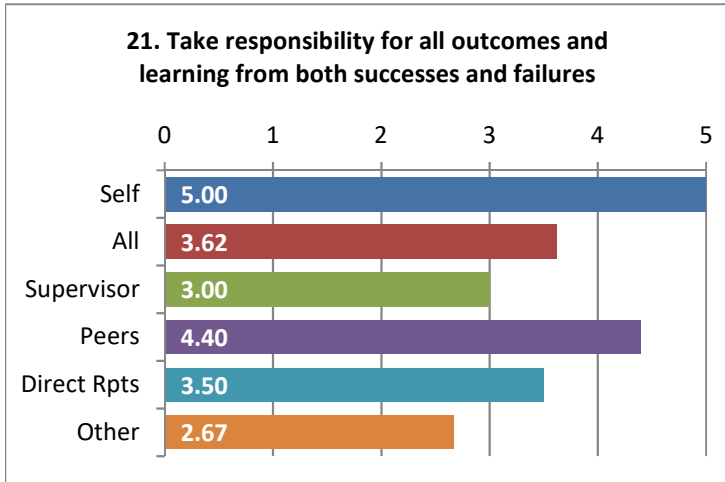 21. Take responsibility for all outcomes and
learning from both successes and failures
0 1 2 3 4 5
Self 5.00
All 3.62
Supervisor 3.00
Peers 4.40
Direct Rpts 3.50
Other 2.67